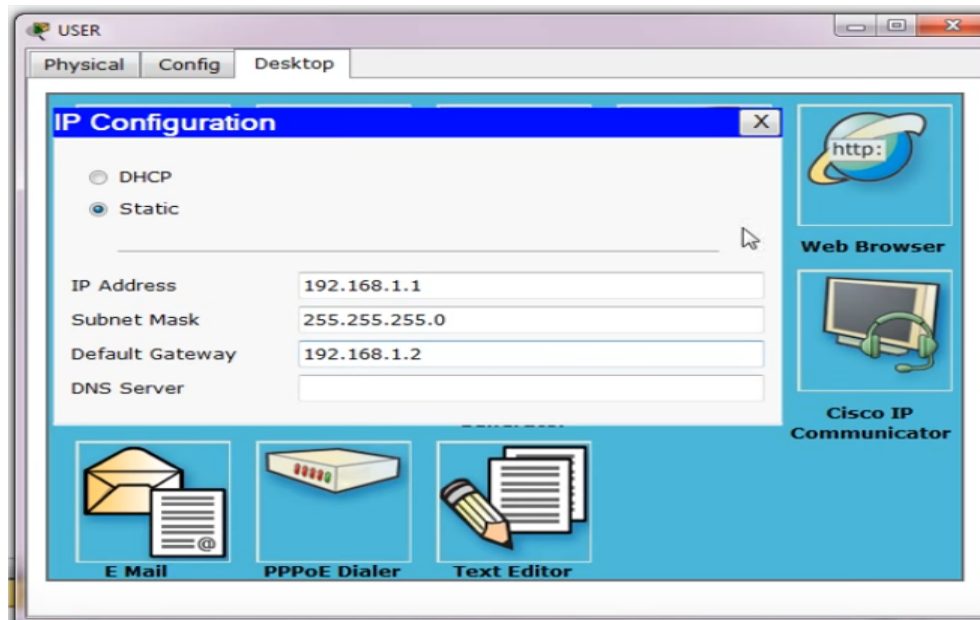 USER
Physical Config Desktop
IP Configuration X
http:
DHCP
Static
Web Browser
IP Address 192.168.1.1
Subnet Mask 255.255.255.0
Default Gateway 192.168.1.2
DNS Server
Cisco IP
Communicator
@
E Mail PPPoE Dialer Text Editor